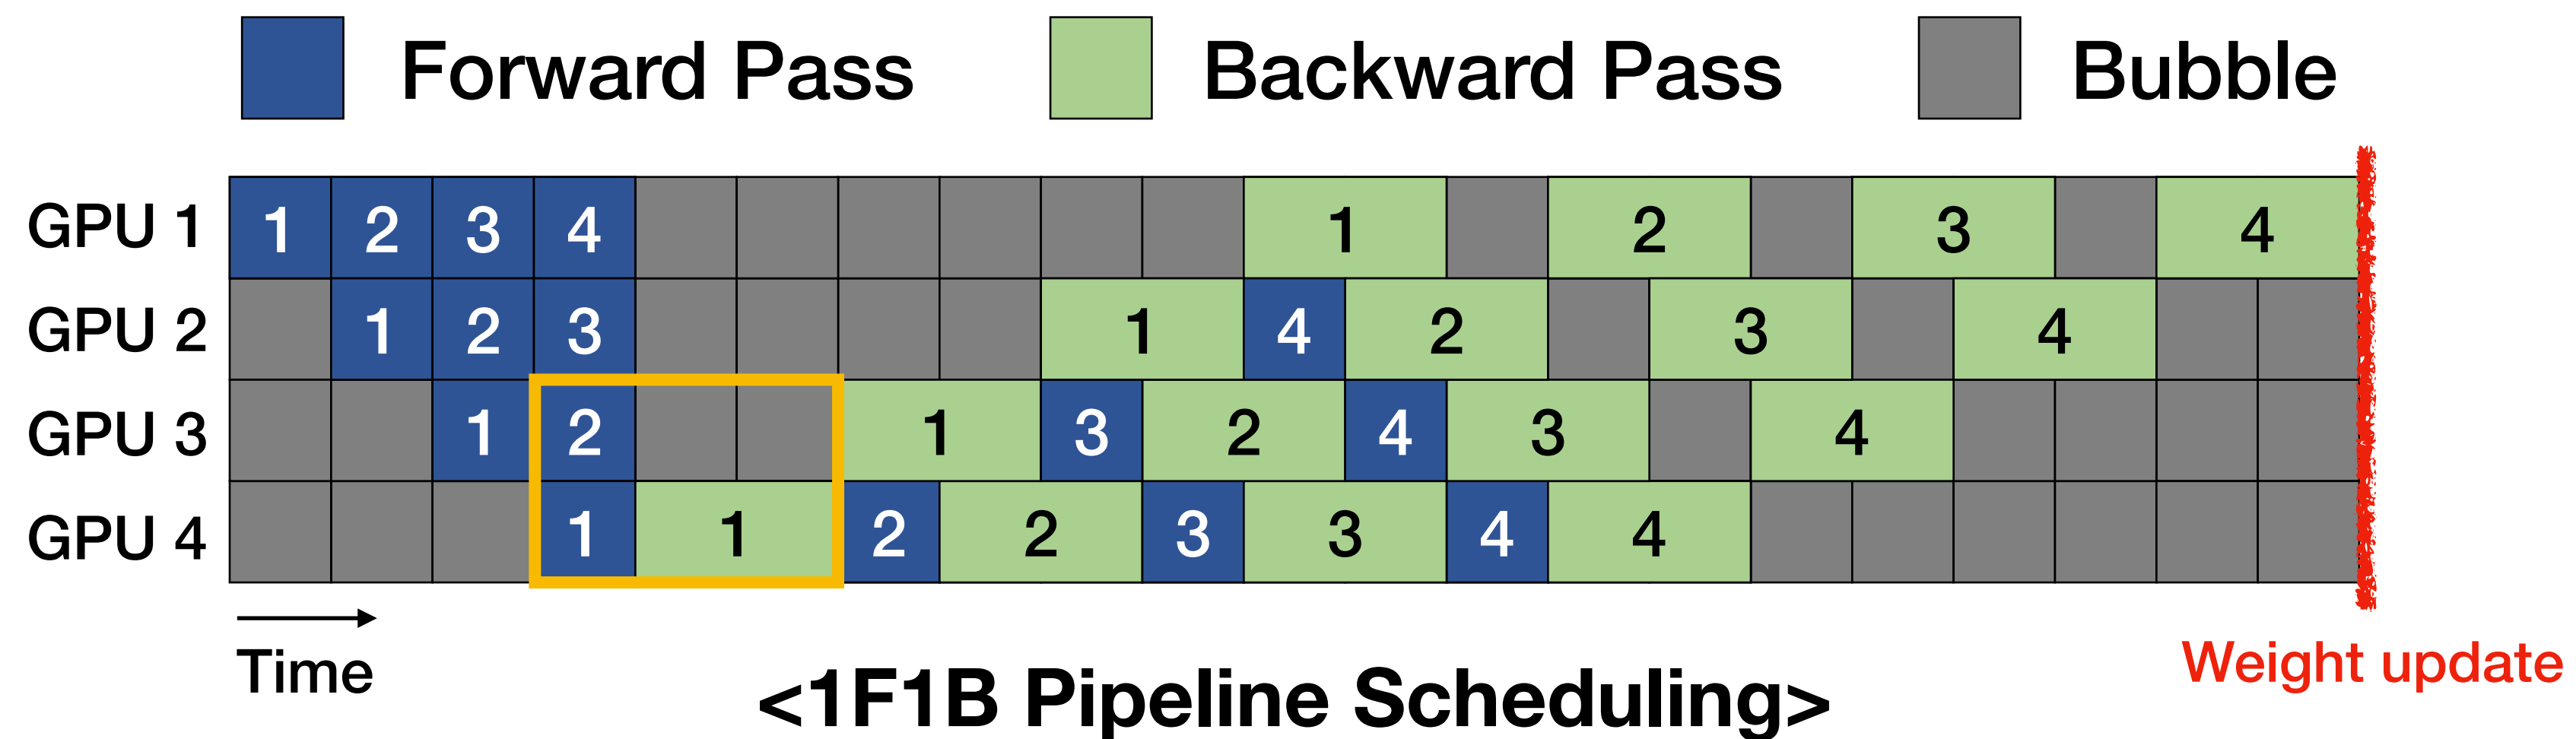 Forward Pass Backward Pass Bubble
GPU 1 1 2 3 4 1 2 3 4
GPU 2 1 2 3 1 4 2 3 4
GPU 3 1 2 1 3 2 4 3 4
GPU 4 1 1 2 2 3 3 4 4
Time
Weight update
<1F1B Pipeline Scheduling>